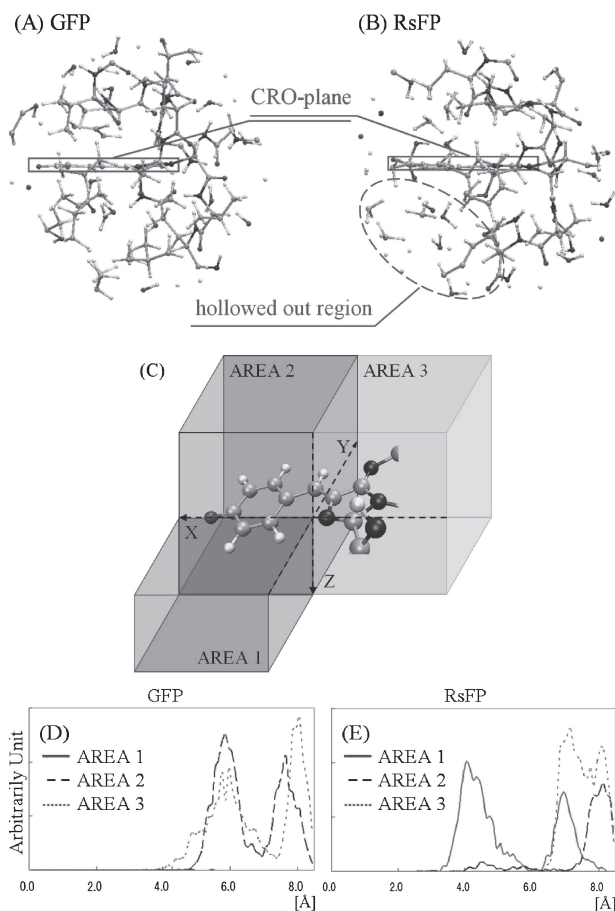 (A) GFP
(B) RsFP
CRO-plane
hollowed out region
(C)
AREA 2
AREA 3
Y
X
Z
AREA 1
GFP
RsFP
(D)
AREA 1
AREA 2
AREA 3
Arbitrarily Unit
0.0 2.0 4.0 6.0 8.0
[Å]
(E)
AREA 1
AREA 2
AREA 3
0.0 2.0 4.0 6.0 8.0
[Å]